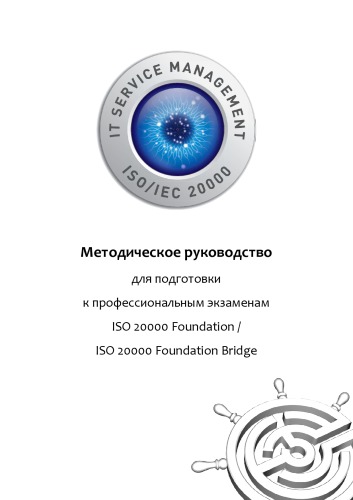 IT SERVICE MANAGEMENT
ISO/IEC 20000
Методическое руководство
для подготовки
к профессиональным экзаменам
ISO 20000 Foundation /
ISO 20000 Foundation Bridge